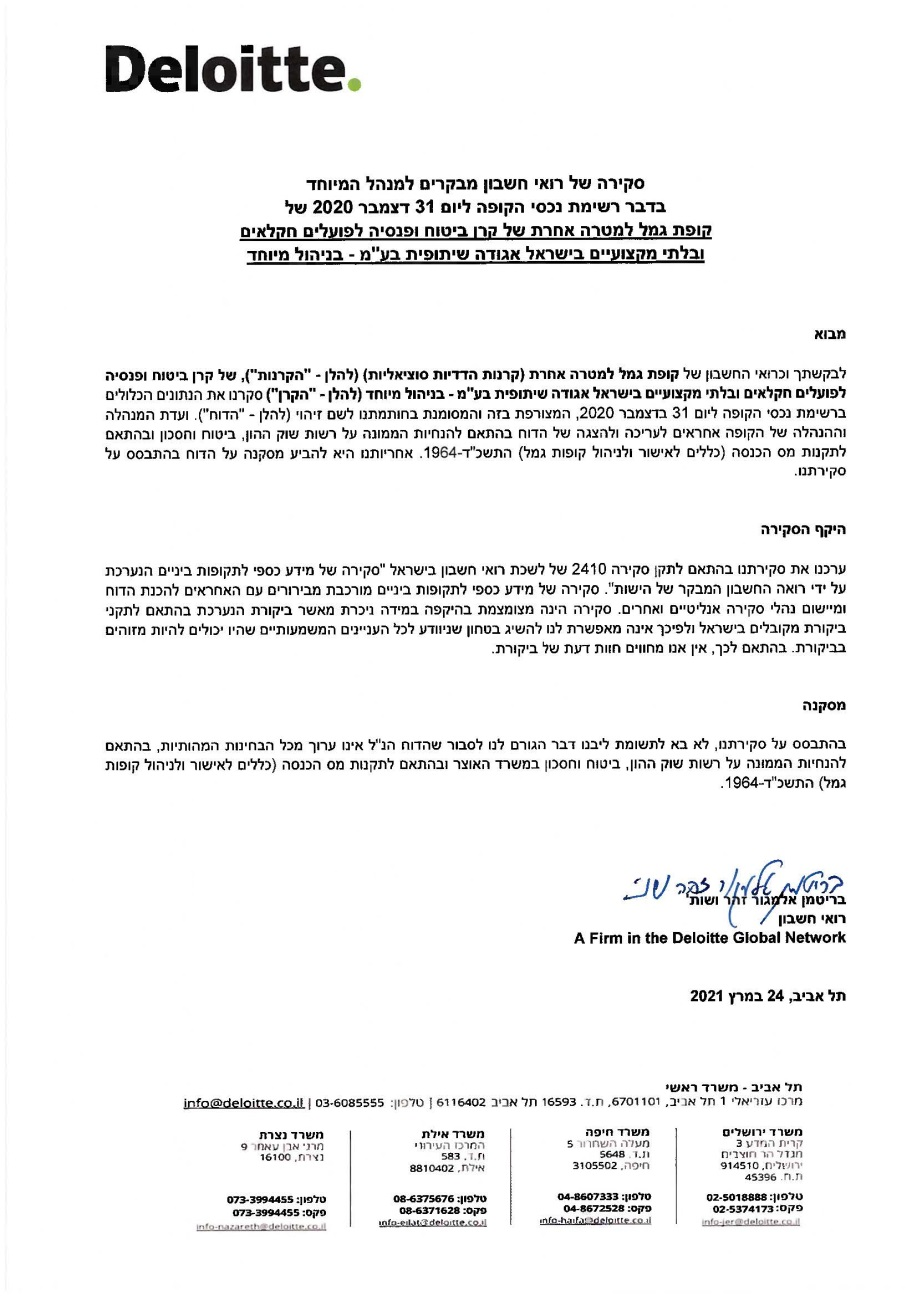 Deloitte.
סקירה של רואי חשבון מבקרים למנהל המיוחד
בדבר רשימת נכסי הקופה ליום 31 דצמבר 2020 של
קופת גמל למטרה אחרת של קרן ביטוח ופנסיה לפועלים חקלאים
ובלתי מקצועיים בישראל אגודה שיתופית בע"מ - בניהול מיוחד
מבוא
לבקשתך וכרואי החשבון של קופת גמל למטרה אחרת (קרנות הדדיות סוציאליות) (להלן - "הקרנות"), של קרן ביטוח ופנסיה
לפועלים חקלאים ובלתי מקצועיים בישראל אגודה שיתופית בע"מ - בניהול מיוחד (להלן - "הקרן") סקרנו את הנתונים הכלולים
ברשימת נכסי הקופה ליום 31 בדצמבר 2020, המצורפת בזה והמסומנת בחותמתנו לשם זיהוי (להלן - "הדוח"). ועדת המנהלה
וההנהלה של הקופה אחראים לעריכה ולהצגה של הדוח בהתאם להנחיות הממונה על רשות שוק ההון, ביטוח וחסכון ובהתאם
לתקנות מס הכנסה (כללים לאישור ולניהול קופות גמל) התשכ"ד-1964. אחריותנו היא להביע מסקנה על הדוח בהתבסס על
סקירתנו.
היקף הסקירה
ערכנו את סקירתנו בהתאם לתקן סקירה 2410 של לשכת רואי חשבון בישראל "סקירה של מידע כספי לתקופות ביניים הנערכת
על ידי רואה החשבון המבקר של הישות". סקירה של מידע כספי לתקופות ביניים מורכבת מבירורים עם האחראים להכנת הדוח
ומיישום נהלי סקירה אנליטיים ואחרים. סקירה הינה מצומצמת בהיקפה במידה ניכרת מאשר ביקורת הנערכת בהתאם לתקני
ביקורת מקובלים בישראל ולפיכך אינה מאפשרת לנו להשיג בטחון שניוודע לכל העניינים המשמעותיים שהיו יכולים להיות מזוהים
בביקורת. בהתאם לכך, אין אנו מחווים חוות דעת של ביקורת.
מסקנה
בהתבסס על סקירתנו, לא בא לתשומת ליבנו דבר הגורם לנו לסבור שהדוח הנ"ל אינו ערוך מכל הבחינות המהותיות, בהתאם
להנחיות הממונה על רשות שוק ההון, ביטוח וחסכון במשרד האוצר ובהתאם לתקנות מס הכנסה (כללים לאישור ולניהול קופות
גמל) התשכ"ד-1964.
בריטמן אלמגור זהר ושות'
בריטמן אלמגור זהר ושות'
רואי חשבון
A Firm in the Deloitte Global Network
תל אביב, 24 במרץ 2021
תל אביב - משרד ראשי
מרכז עזריאלי 1 תל אביב, 6701101, ת.ד. 16593 תל אביב 6116402 | טלפון: 03-6085555 | info@deloitte.co.il
משרד ירושלים
קרית המדע 3
מגדל הר חוצבים
ירושלים, 914510
ת.ד. 45396
טלפון: 02-5018888
פקס: 02-5374173
info-jer@deloitte.co.il
משרד חיפה
מעלה השחרור 5
ת.ד. 5648
חיפה, 3105502
טלפון: 04-8607333
פקס: 04-8672528
info-haifa@deloitte.co.il
משרד אילת
המרכז העירוני
ת.ד. 583
אילת, 8810402
טלפון: 08-6375676
פקס: 08-6371628
info-eilat@deloitte.co.il
משרד נצרת
מרג' אבן עאמר 9
נצרת, 16100
טלפון: 073-3994455
פקס: 073-3994455
info-nazareth@deloitte.co.il